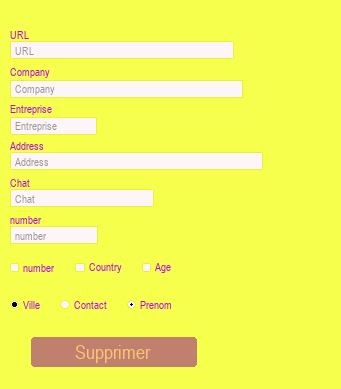 URL
URL
Company
Company
Entreprise
Entreprise
Address
Address
Chat
Chat
number
number
number Country Age
Ville Contact Prenom
Supprimer